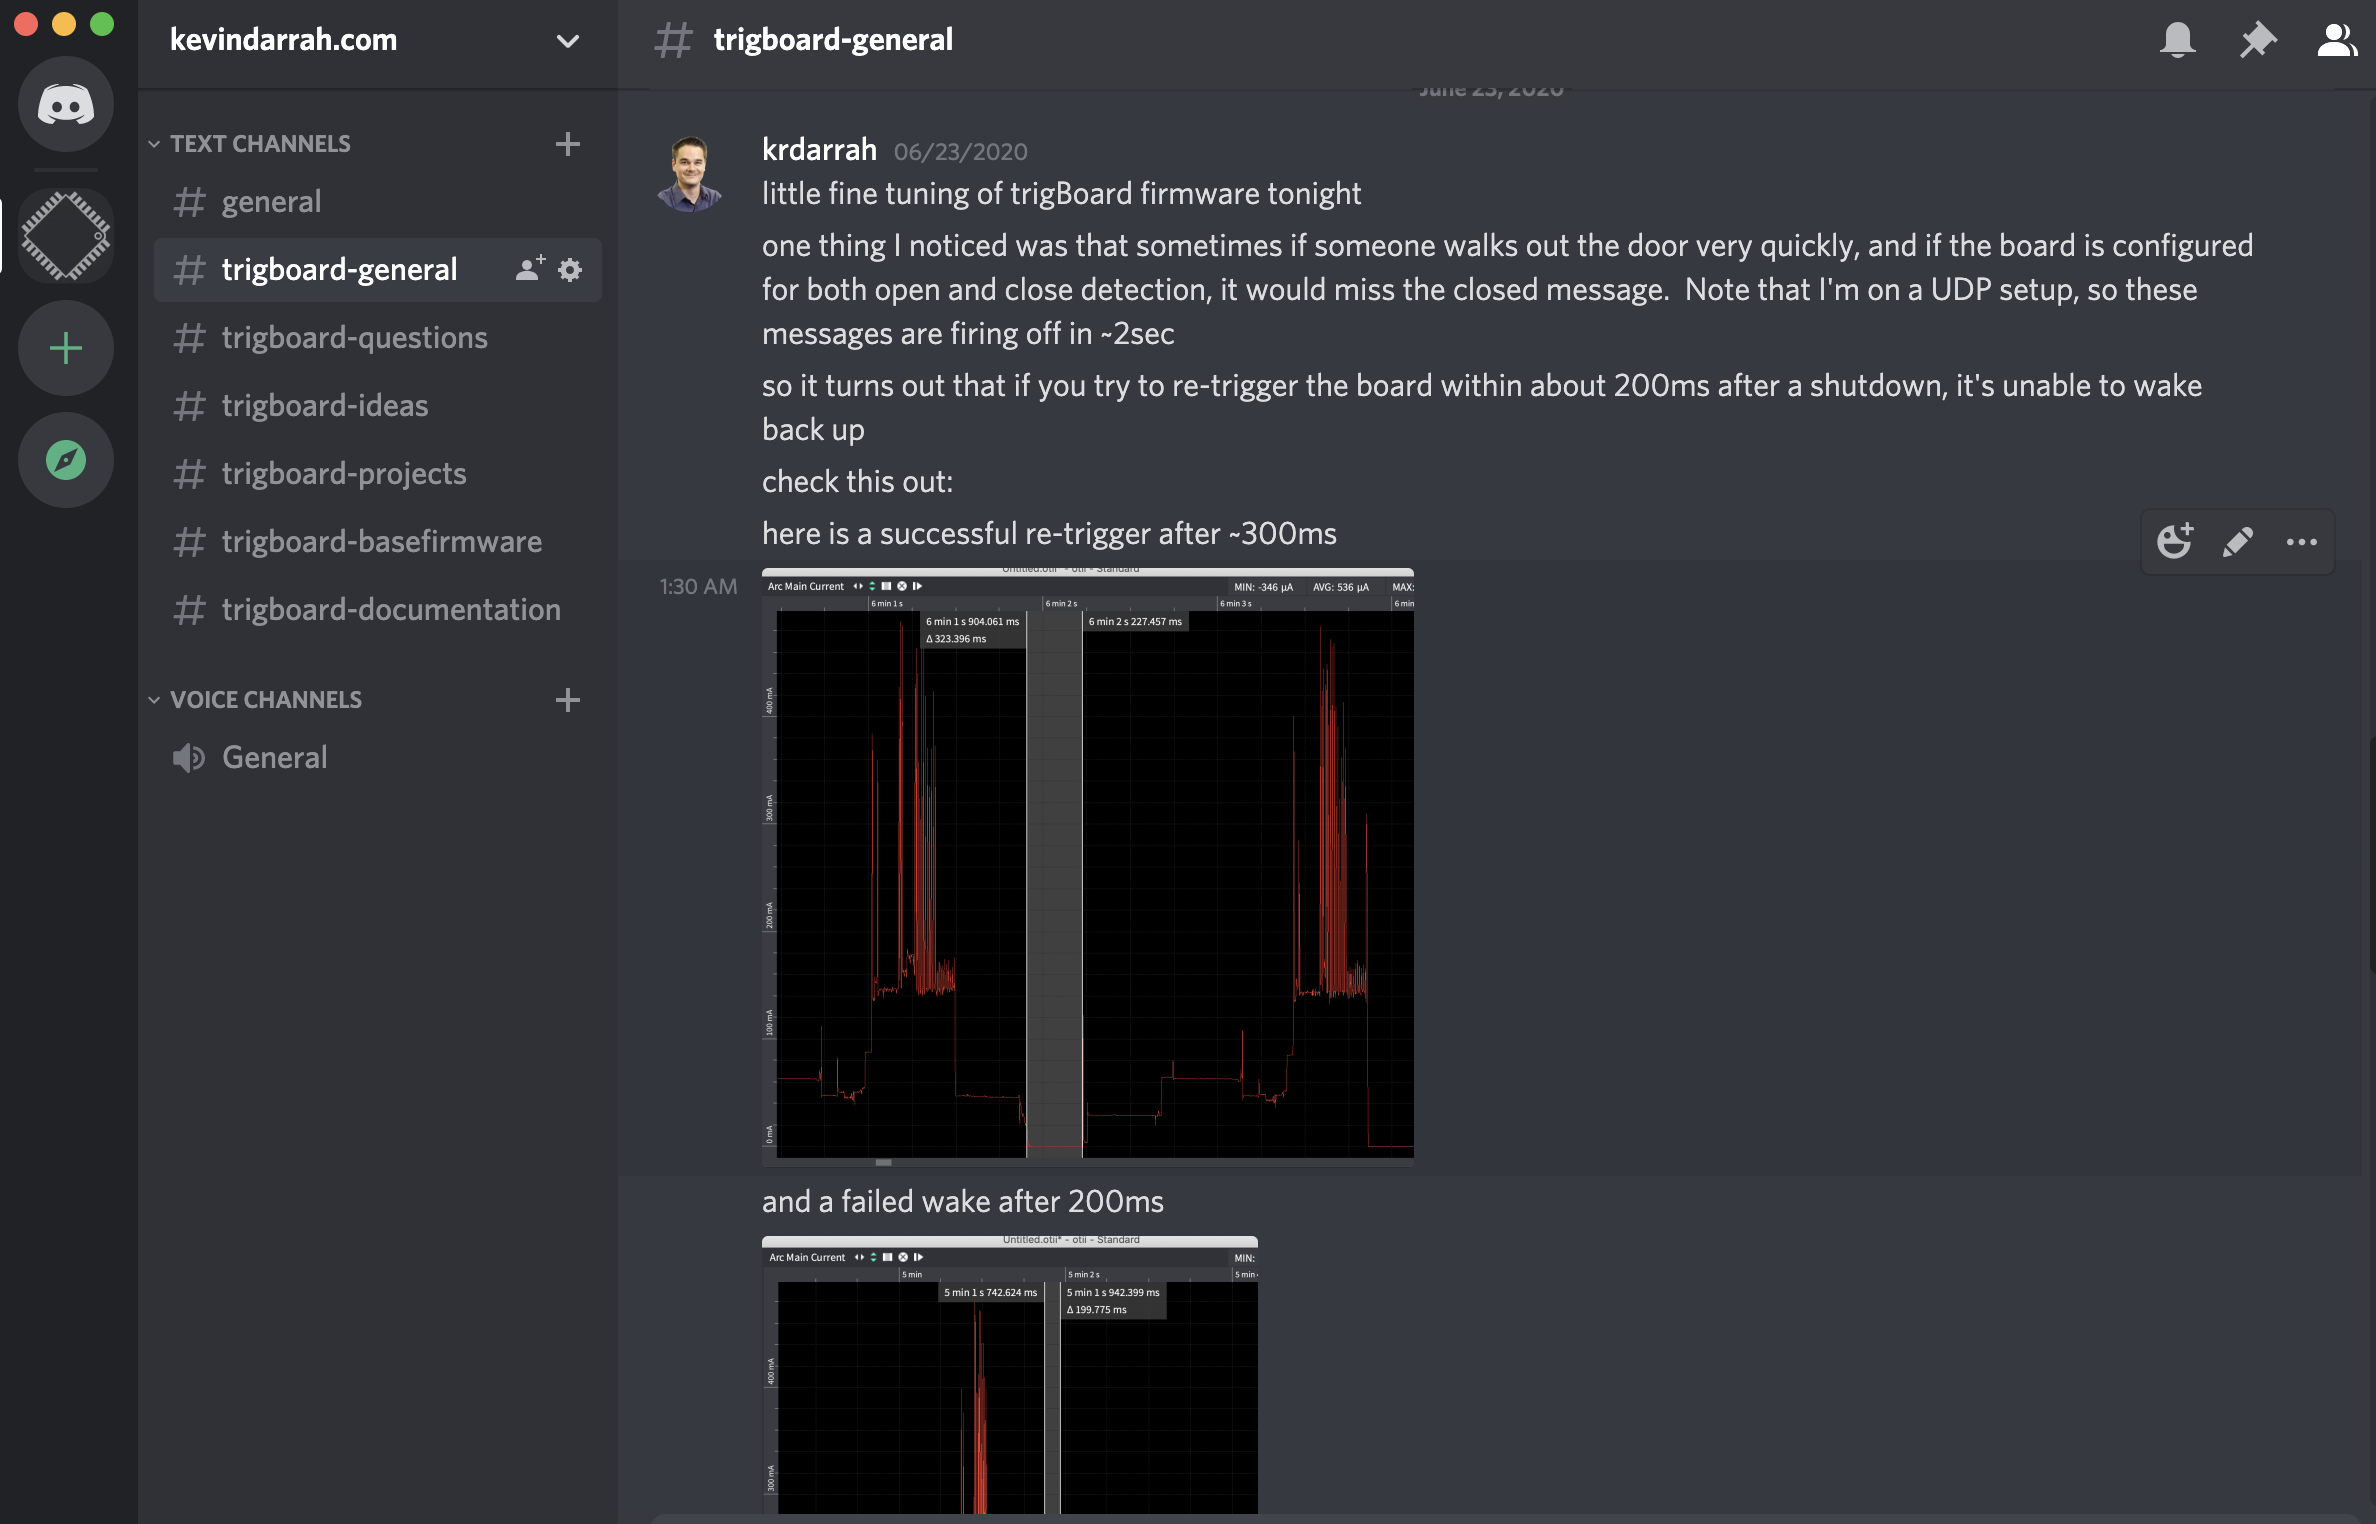 kevindarrah.com
TEXT CHANNELS
general
trigboard-general
trigboard-questions
trigboard-ideas
trigboard-projects
trigboard-basefirmware
trigboard-documentation
VOICE CHANNELS
General
# trigboard-general
June 23, 2020
krdarrah 06/23/2020
little fine tuning of trigBoard firmware tonight
one thing I noticed was that sometimes if someone walks out the door very quickly, and if the board is configured
for both open and close detection, it would miss the closed message.  Note that I'm on a UDP setup, so these
messages are firing off in ~2sec
so it turns out that if you try to re-trigger the board within about 200ms after a shutdown, it's unable to wake
back up
check this out:
here is a successful re-trigger after ~300ms
1:30 AM
Untitled.otii* - otii - Standard
Arc Main Current MIN: -346 µA AVG: 536 µA MAX:
6 min 1 s 6 min 2 s 6 min 3 s 6 min
6 min 1 s 904.061 ms 6 min 2 s 227.457 ms
Δ 323.396 ms
400 mA
300 mA
200 mA
100 mA
0 mA
and a failed wake after 200ms
Untitled.otii* - otii - Standard
Arc Main Current MIN:
5 min 5 min 2 s 5 min
5 min 1 s 742.624 ms 5 min 1 s 942.399 ms
Δ 199.775 ms
400 mA
300 mA